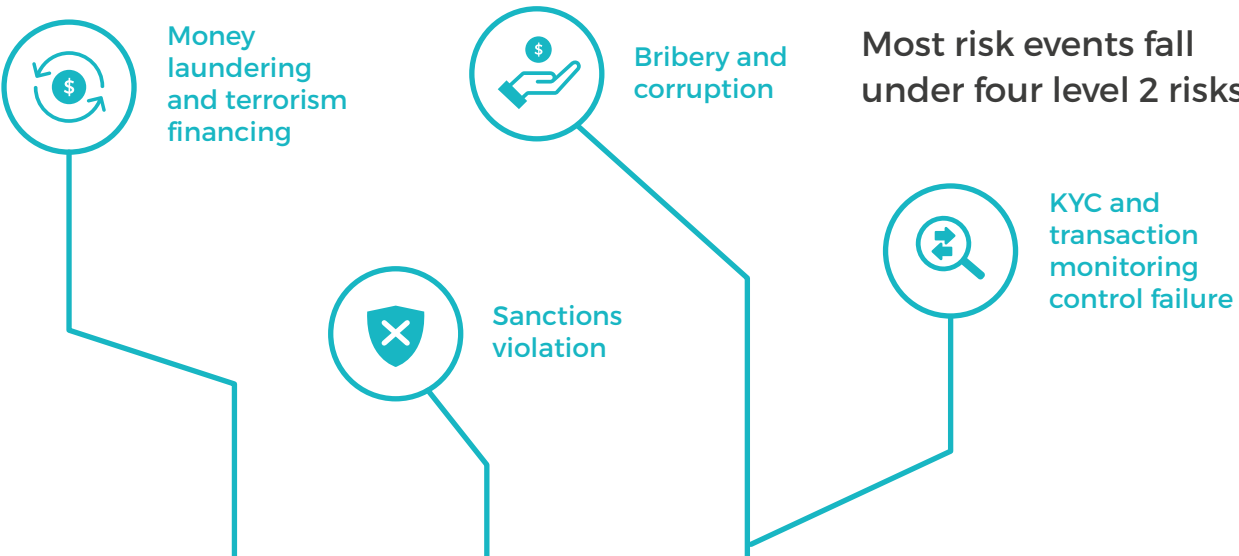 Money
laundering
and terrorism
financing
$
Bribery and
corruption
$
Most risk events fall
under four level 2 risks
KYC and
transaction
monitoring
control failure
Sanctions
violation